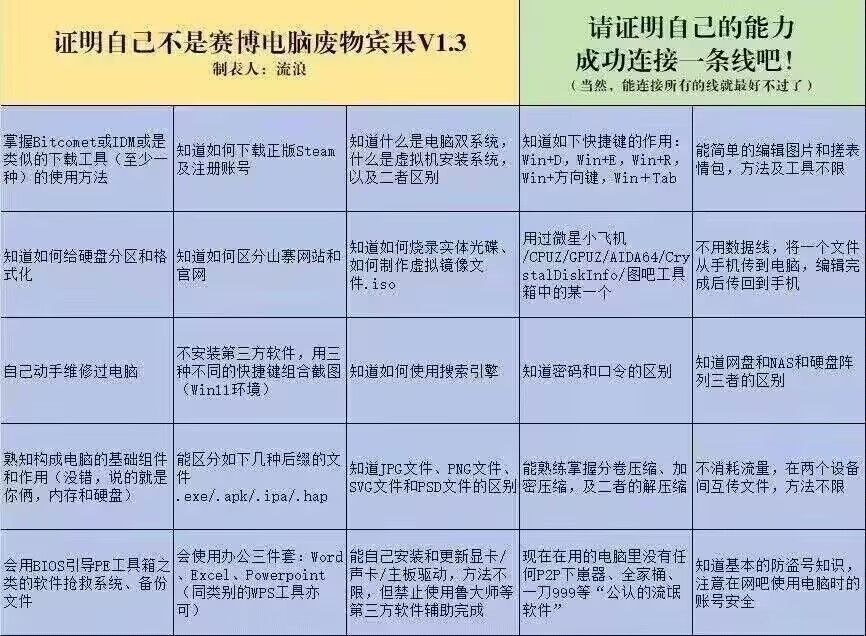 证明自己不是赛博电脑废物宾果V1.3
制表人：流浪
请证明自己的能力
成功连接一条线吧！
（当然，能连接所有的线就最好不过了）
掌握Bitcomet或IDM或是
类似的下载工具（至少一
种）的使用方法
知道如何下载正版Steam
及注册账号
知道什么是电脑双系统，
什么是虚拟机安装系统，
以及二者区别
知道如下快捷键的作用：
Win+D，Win+E，Win+R，
Win+方向键，Win＋Tab
能简单的编辑图片和搓表
情包，方法及工具不限
知道如何给硬盘分区和格
式化
知道如何区分山寨网站和
官网
知道如何烧录实体光碟、
如何制作虚拟镜像文
件.iso
用过微星小飞机
/CPUZ/GPUZ/AIDA64/Cry
stalDiskInfo/图吧工具
箱中的某一个
不用数据线，将一个文件
从手机传到电脑，编辑完
成后传回到手机
自己动手维修过电脑
不安装第三方软件，用三
种不同的快捷键组合截图
（Win11环境）
知道如何使用搜索引擎
知道密码和口令的区别
知道网盘和NAS和硬盘阵
列三者的区别
熟知构成电脑的基础组件
和作用（没错，说的就是
你俩，内存和硬盘）
能区分如下几种后缀的文
件
.exe/.apk/.ipa/.hap
知道JPG文件、PNG文件、
SVG文件和PSD文件的区别
能熟练掌握分卷压缩、加
密压缩，及二者的解压缩
不消耗流量，在两个设备
间互传文件，方法不限
会用BIOS引导PE工具箱之
类的软件抢救系统、备份
文件
会使用办公三件套：Word
、Excel、Powerpoint
（同类别的WPS工具亦
可）
能自己安装和更新显卡/
声卡/主板驱动，方法不
限，但禁止使用鲁大师等
第三方软件辅助完成
现在在用的电脑里没有任
何P2P下崽器、全家桶、
一刀999等“公认的流氓
软件”
知道基本的防盗号知识，
注意在网吧使用电脑时的
账号安全